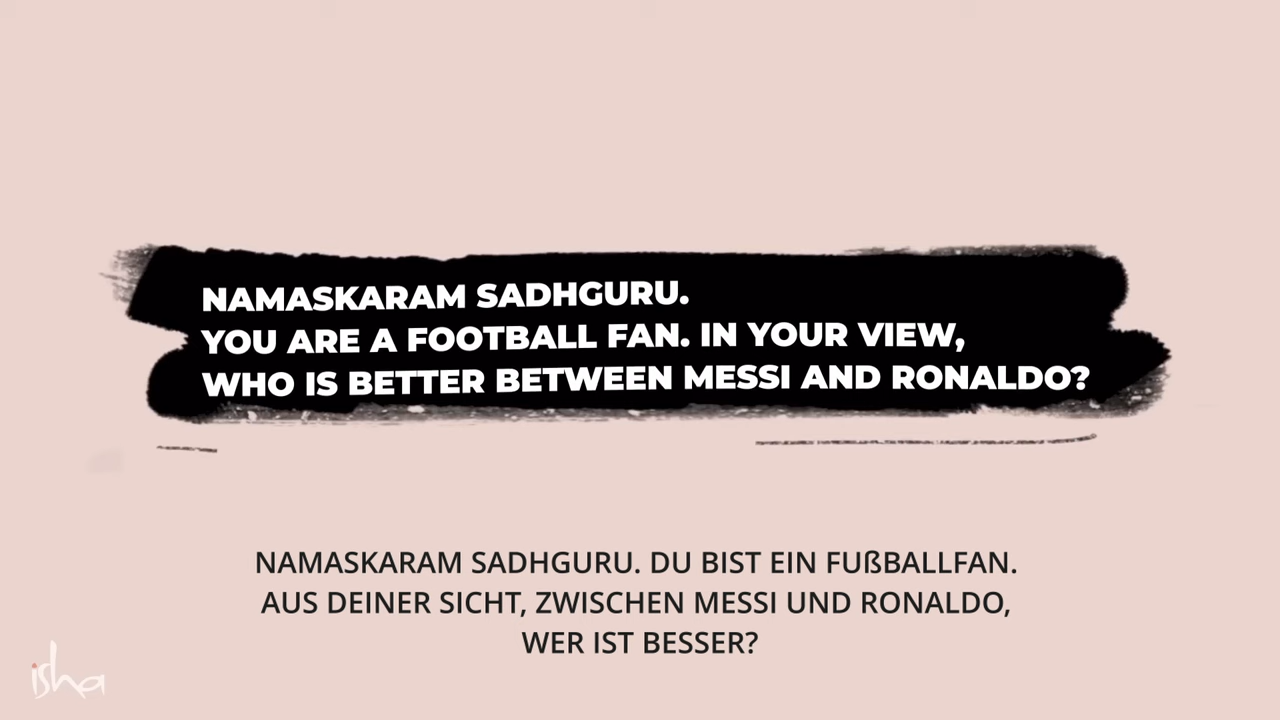 NAMASKARAM SADHGURU.
YOU ARE A FOOTBALL FAN. IN YOUR VIEW,
WHO IS BETTER BETWEEN MESSI AND RONALDO?
NAMASKARAM SADHGURU. DU BIST EIN FUßBALLFAN.
AUS DEINER SICHT, ZWISCHEN MESSI UND RONALDO,
WER IST BESSER?
isha